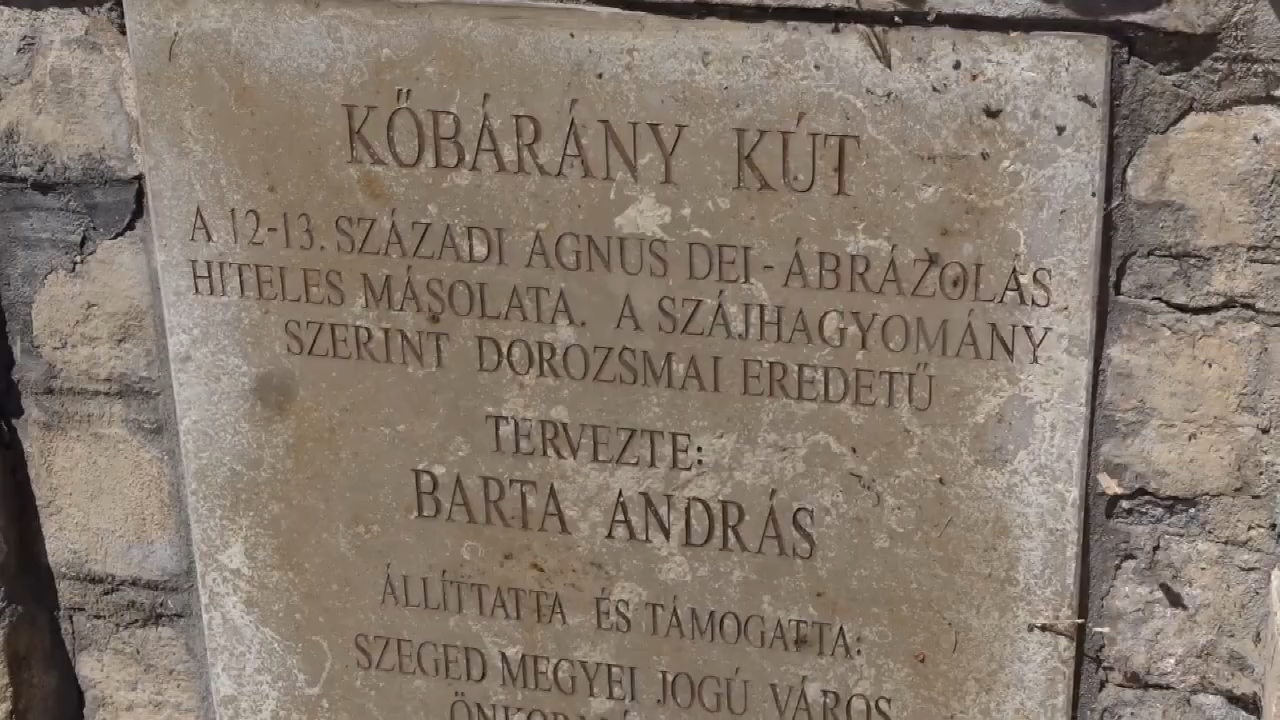 KŐBÁRÁNY KÚT
A 12-13. SZÁZADI AGNUS DEI-ÁBRÁZOLÁS
HITELES MÁSOLATA. A SZÁJHAGYOMÁNY
SZERINT DOROZSMAI EREDETŰ
TERVEZTE:
BARTA ANDRÁS
ÁLLÍTTATTA ÉS TÁMOGATTA:
SZEGED MEGYEI JOGÚ VÁROS